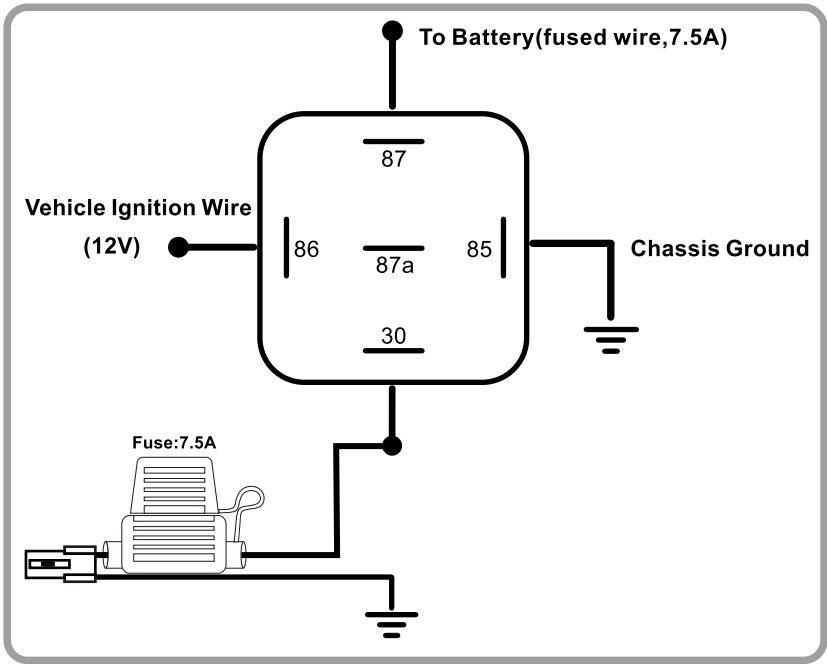 To Battery(fused wire,7.5A)
87
Vehicle Ignition Wire
(12V)
86
87a
85
Chassis Ground
30
Fuse:7.5A